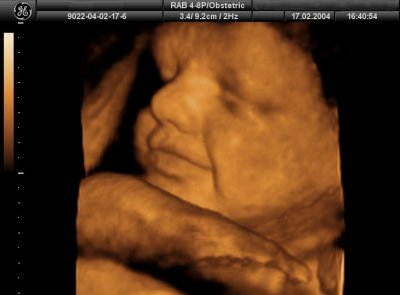 RAB 4-8P/Obstetric
9022-04-02-17-6 3.4/ 9.2cm / 2Hz 17.02.2004 16:40:54